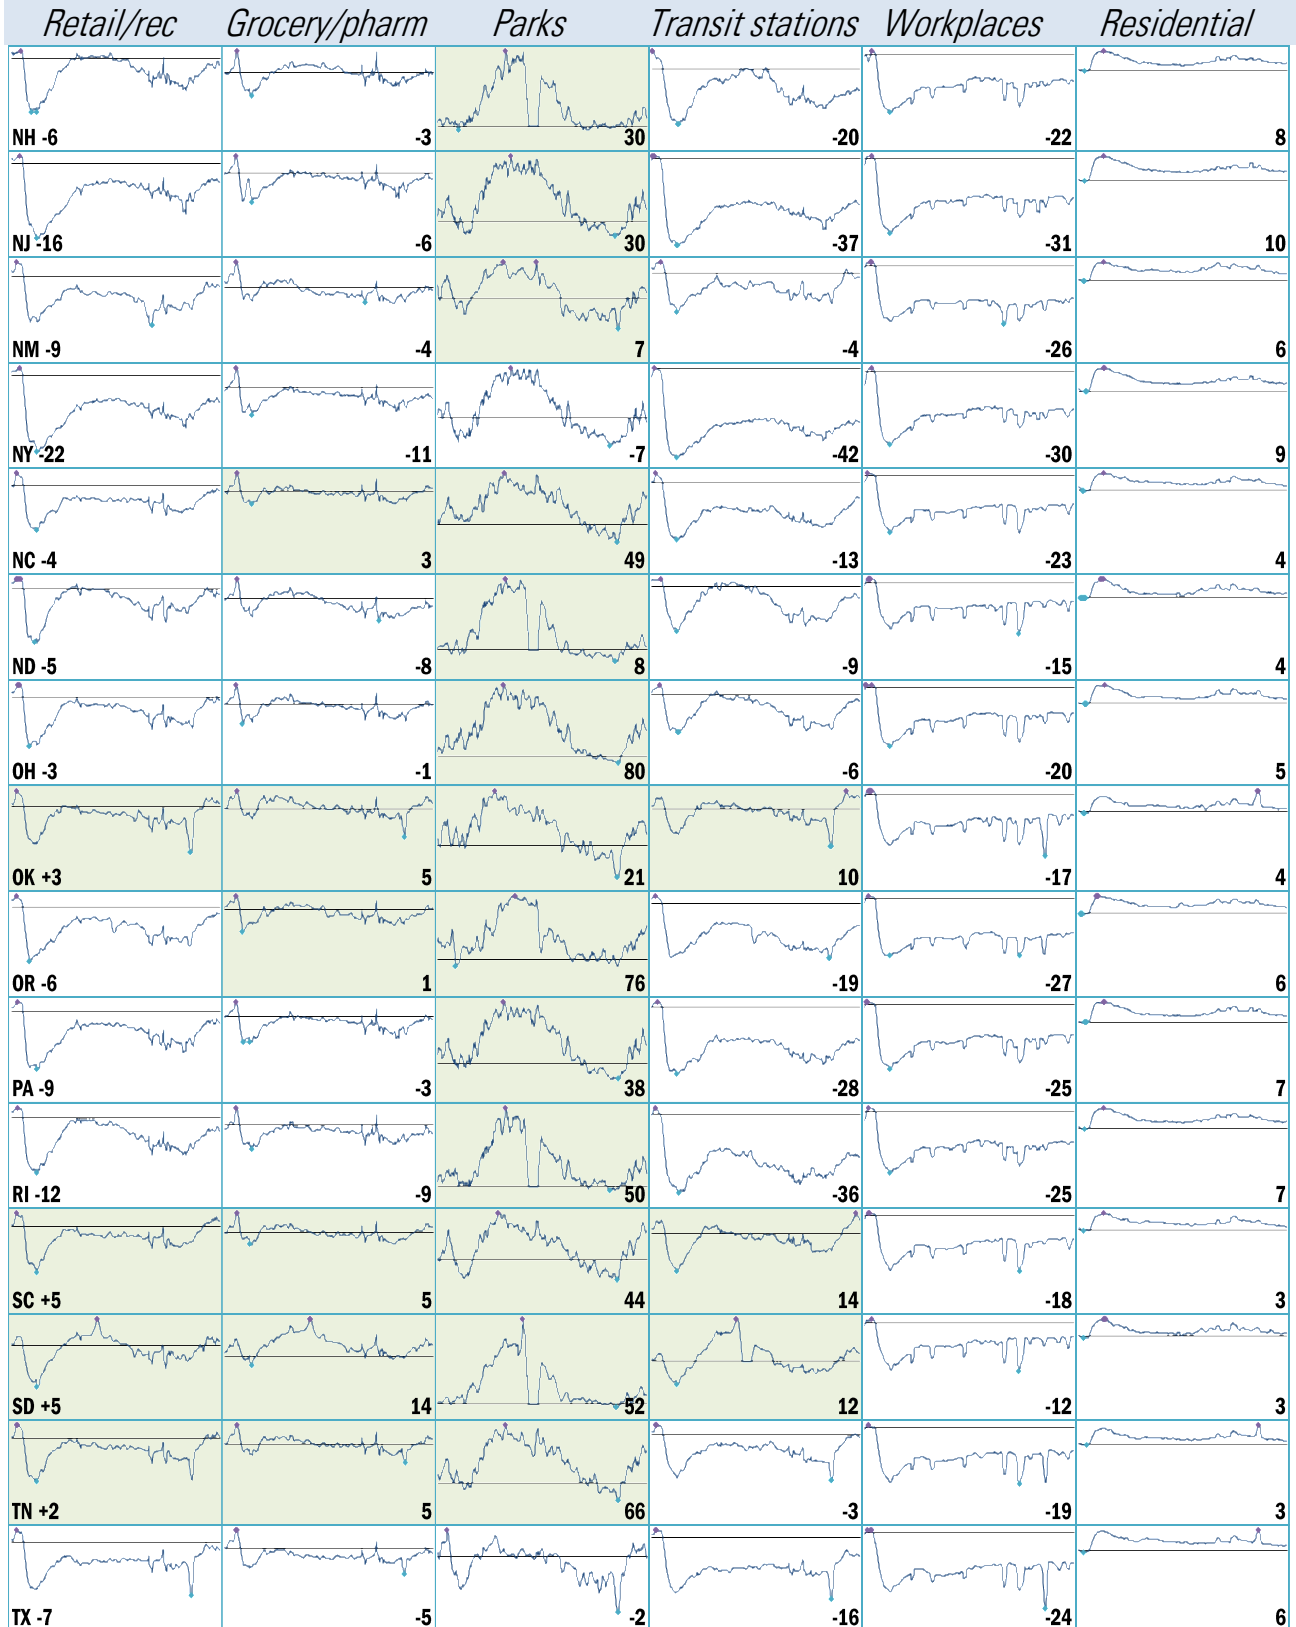 Retail/rec Grocery/pharm Parks Transit stations Workplaces Residential
NH -6 -3 30 -20 -22 8
NJ -16 -6 30 -37 -31 10
NM -9 -4 7 -4 -26 6
NY -22 -11 -7 -42 -30 9
NC -4 3 49 -13 -23 4
ND -5 -8 8 -9 -15 4
OH -3 -1 80 -6 -20 5
OK +3 5 21 10 -17 4
OR -6 1 76 -19 -27 6
PA -9 -3 38 -28 -25 7
RI -12 -9 50 -36 -25 7
SC +5 5 44 14 -18 3
SD +5 14 52 12 -12 3
TN +2 5 66 -3 -19 3
TX -7 -5 -2 -16 -24 6